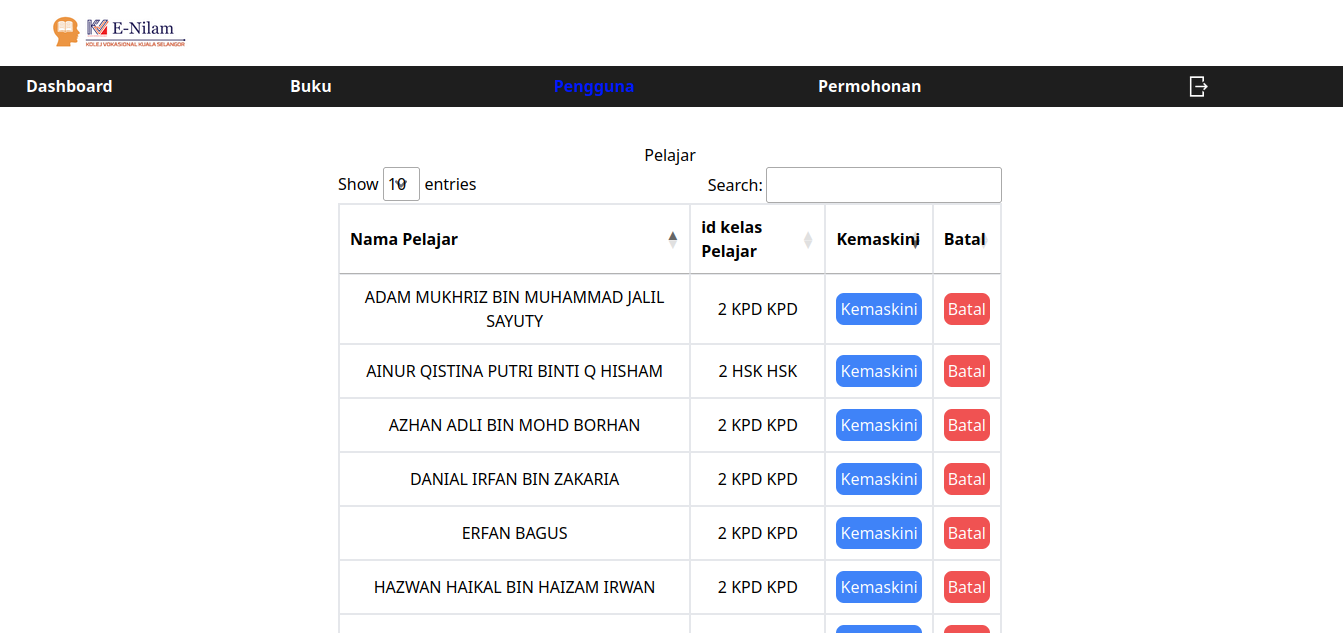 E-Nilam
KOLEJ VOKASIONAL KUALA SELANGOR
Dashboard Buku Pengguna Permohonan
Pelajar
Show 10 entries Search:
Nama Pelajar id kelas Pelajar Kemaskini Batal
ADAM MUKHRIZ BIN MUHAMMAD JALIL SAYUTY 2 KPD KPD Kemaskini Batal
AINUR QISTINA PUTRI BINTI Q HISHAM 2 HSK HSK Kemaskini Batal
AZHAN ADLI BIN MOHD BORHAN 2 KPD KPD Kemaskini Batal
DANIAL IRFAN BIN ZAKARIA 2 KPD KPD Kemaskini Batal
ERFAN BAGUS 2 KPD KPD Kemaskini Batal
HAZWAN HAIKAL BIN HAIZAM IRWAN 2 KPD KPD Kemaskini Batal